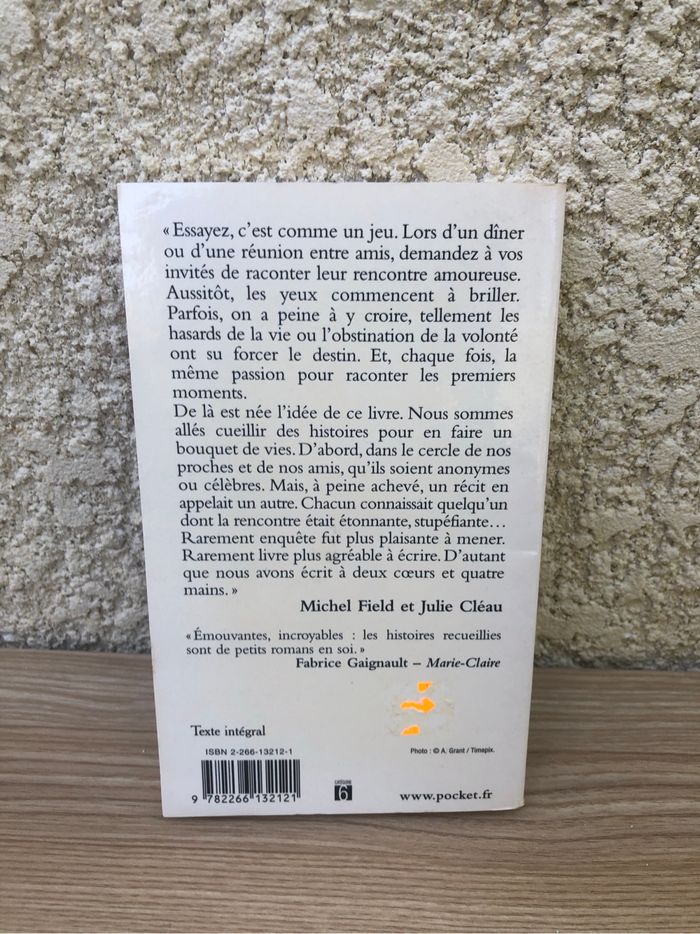 « Essayez, c'est comme un jeu. Lors d'un dîner
ou d'une réunion entre amis, demandez à vos
invités de raconter leur rencontre amoureuse.
Aussitôt, les yeux commencent à briller.
Parfois, on a peine à y croire, tellement les
hasards de la vie ou l'obstination de la volonté
ont su forcer le destin. Et, chaque fois, la
même passion pour raconter les premiers
moments.
De là est née l'idée de ce livre. Nous sommes
allés cueillir des histoires pour en faire un
bouquet de vies. D'abord, dans le cercle de nos
proches et de nos amis, qu'ils soient anonymes
ou célèbres. Mais, à peine achevé, un récit en
appelait un autre. Chacun connaissait quelqu'un
dont la rencontre était étonnante, stupéfiante…
Rarement enquête fut plus plaisante à mener.
Rarement livre plus agréable à écrire. D'autant
que nous avons écrit à deux cœurs et quatre
mains. »
Michel Field et Julie Cléau
« Émouvantes, incroyables : les histoires recueillies
sont de petits romans en soi. »
Fabrice Gaignault – Marie-Claire
Texte intégral
ISBN 2-266-13212-1
Photo : © A. Grant / Timepix.
9 782266 132121
CATÉGORIE
6
www.pocket.fr